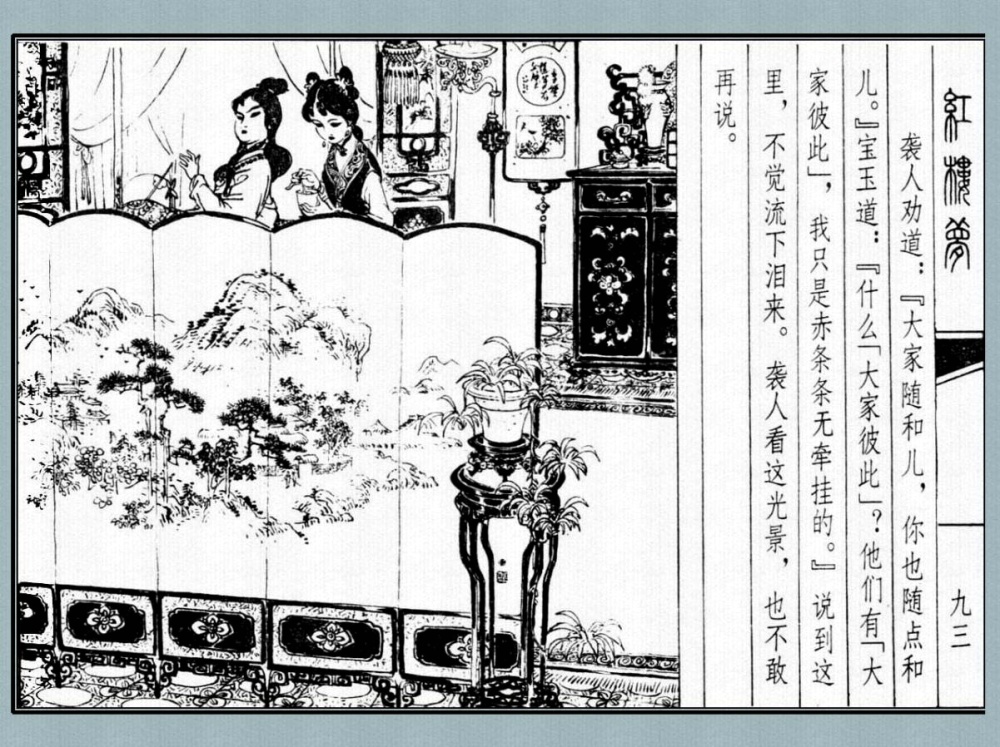 紅樓夢
九三
袭人劝道：『大家随和儿，你也随点和
儿。』宝玉道：『什么「大家彼此」？他们有「大
家彼此」，我只是赤条条无牵挂的。』说到这
里，不觉流下泪来。袭人看这光景，也不敢
再说。